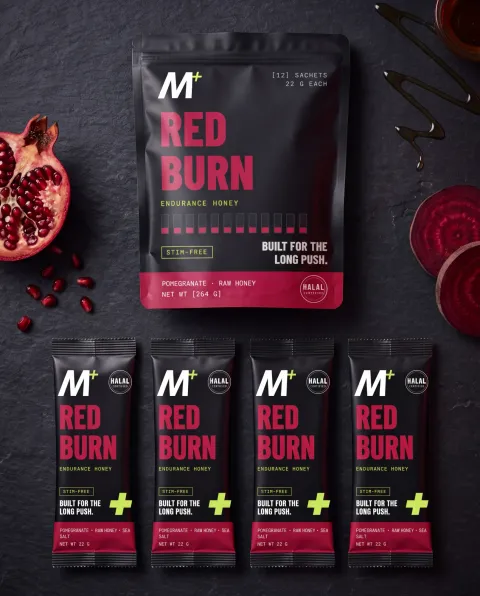 M+
[12] SACHETS
22 G EACH
RED
BURN
ENDURANCE HONEY
STIM-FREE
BUILT FOR THE
LONG PUSH.
POMEGRANATE · RAW HONEY
NET WT [264 G]
HALAL
M+
HALAL
RED
BURN
ENDURANCE HONEY
STIM-FREE
BUILT FOR THE
LONG PUSH.
POMEGRANATE · RAW HONEY · SEA
SALT
NET WT 22 G
M+
HALAL
RED
BURN
ENDURANCE HONEY
STIM-FREE
BUILT FOR THE
LONG PUSH.
POMEGRANATE · RAW HONEY · SEA
SALT
NET WT 22 G
M+
HALAL
RED
BURN
ENDURANCE HONEY
STIM-FREE
BUILT FOR THE
LONG PUSH.
POMEGRANATE · RAW HONEY · SEA
SALT
NET WT 22 G
M+
HALAL
RED
BURN
ENDURANCE HONEY
STIM-FREE
BUILT FOR THE
LONG PUSH.
POMEGRANATE · RAW HONEY · SEA
SALT
NET WT 22 G